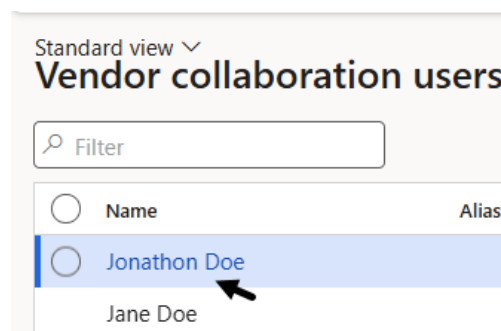 Standard view
Vendor collaboration users
Filter
Name Alias
Jonathon Doe
Jane Doe